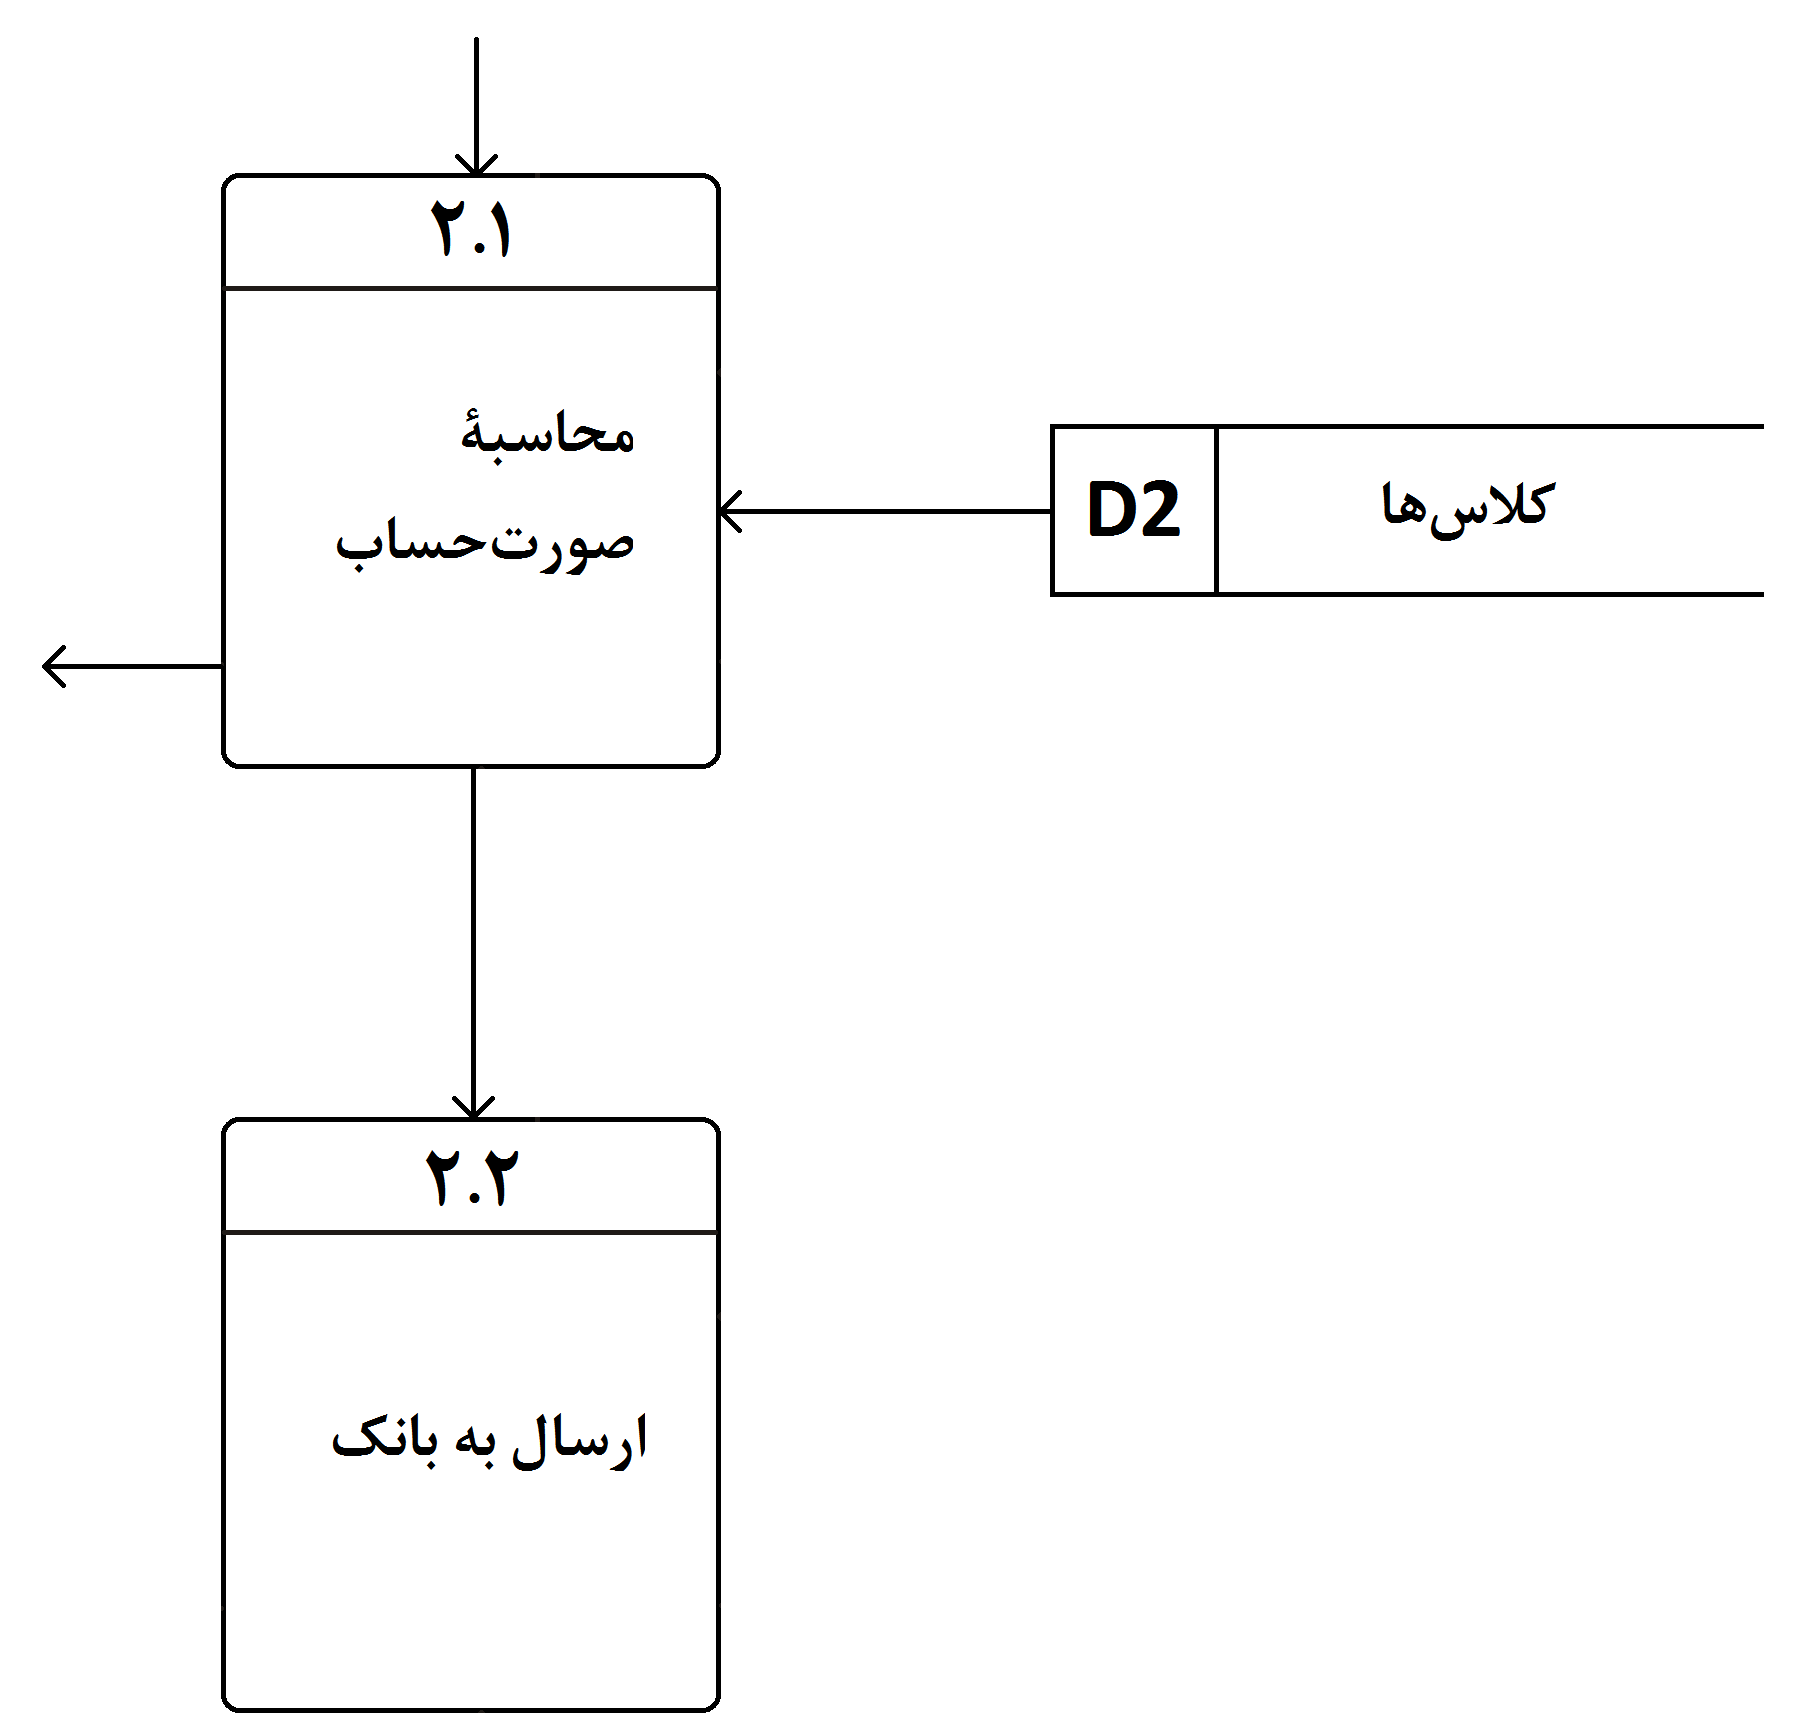 ۲.۱
محاسبهٔ
صورت‌حساب
D2
کلاس‌ها
۲.۲
ارسال به بانک